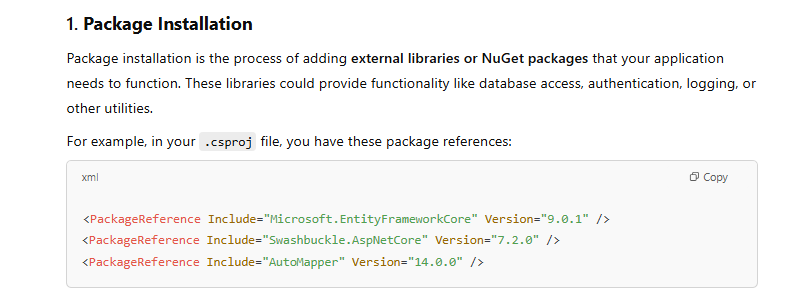 1. Package Installation
Package installation is the process of adding external libraries or NuGet packages that your application
needs to function. These libraries could provide functionality like database access, authentication, logging, or
other utilities.
For example, in your .csproj file, you have these package references:
xml
Copy
<PackageReference Include="Microsoft.EntityFrameworkCore" Version="9.0.1" />
<PackageReference Include="Swashbuckle.AspNetCore" Version="7.2.0" />
<PackageReference Include="AutoMapper" Version="14.0.0" />